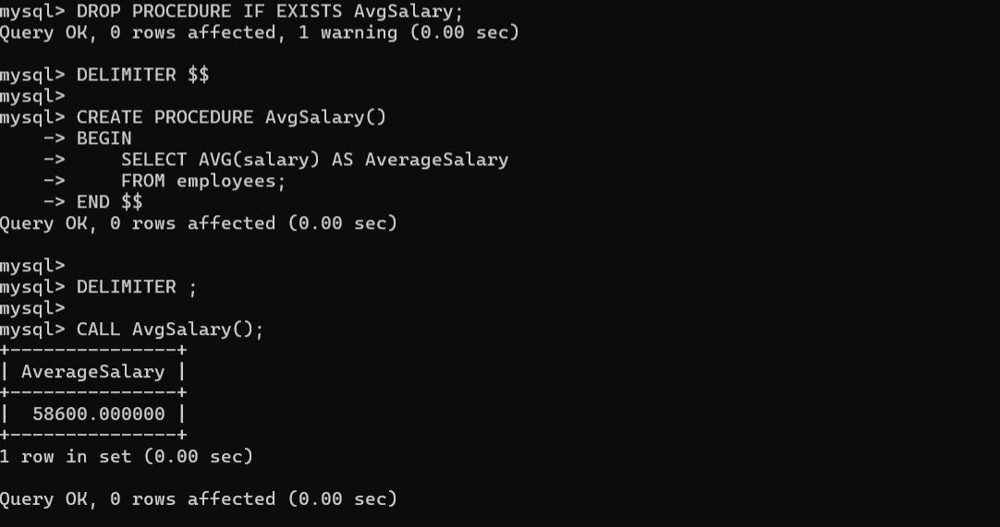 mysql> DROP PROCEDURE IF EXISTS AvgSalary;
Query OK, 0 rows affected, 1 warning (0.00 sec)

mysql> DELIMITER $$
mysql>
mysql> CREATE PROCEDURE AvgSalary()
    -> BEGIN
    ->     SELECT AVG(salary) AS AverageSalary
    ->     FROM employees;
    -> END $$
Query OK, 0 rows affected (0.00 sec)

mysql>
mysql> DELIMITER ;
mysql>
mysql> CALL AvgSalary();
+---------------+
| AverageSalary |
+---------------+
|  58600.000000 |
+---------------+
1 row in set (0.00 sec)

Query OK, 0 rows affected (0.00 sec)